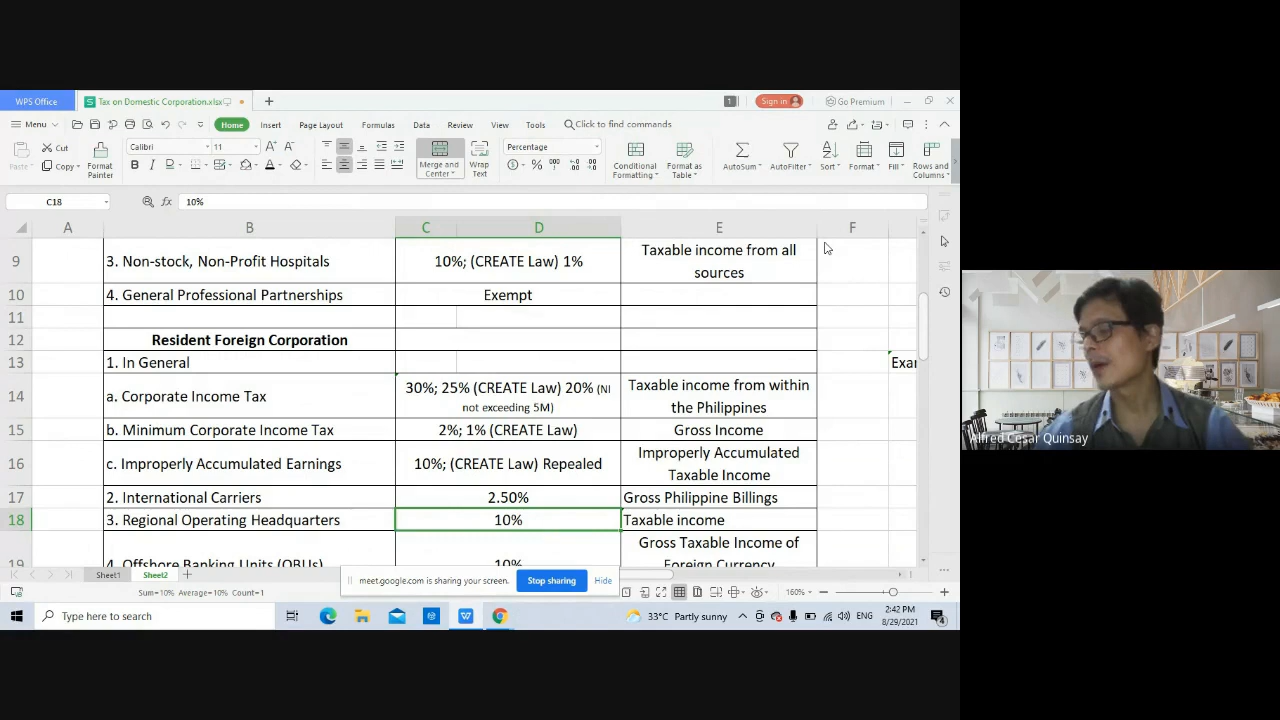 WPS Office
Tax on Domestic Corporation.xlsx
1
Sign in
Go Premium
Menu
Home
Insert
Page Layout
Formulas
Data
Review
View
Tools
Click to find commands
Paste
Cut
Copy
Format Painter
Calibri
11
Merge and Center
Wrap Text
Percentage
Conditional Formatting
Format as Table
AutoSum
AutoFilter
Sort
Format
Fill
Rows and Columns
C18
10%
A B C D E F
9 3. Non-stock, Non-Profit Hospitals 10%; (CREATE Law) 1% Taxable income from all sources
10 4. General Professional Partnerships Exempt
11
12 Resident Foreign Corporation
13 1. In General Exar
14 a. Corporate Income Tax 30%; 25% (CREATE Law) 20% (NI not exceeding 5M) Taxable income from within the Philippines
15 b. Minimum Corporate Income Tax 2%; 1% (CREATE Law) Gross Income
16 c. Improperly Accumulated Earnings 10%; (CREATE Law) Repealed Improperly Accumulated Taxable Income
17 2. International Carriers 2.50% Gross Philippine Billings
18 3. Regional Operating Headquarters 10% Taxable income
19 4. Offshore Banking Units (OBUs) 10% Gross Taxable Income of Foreign Currency
Alfred Cesar Quinsay
Sheet1
Sheet2
meet.google.com is sharing your screen.
Stop sharing
Hide
Sum=10% Average=10% Count=1
160%
Type here to search
33°C Partly sunny
ENG
2:42 PM
8/29/2021
4